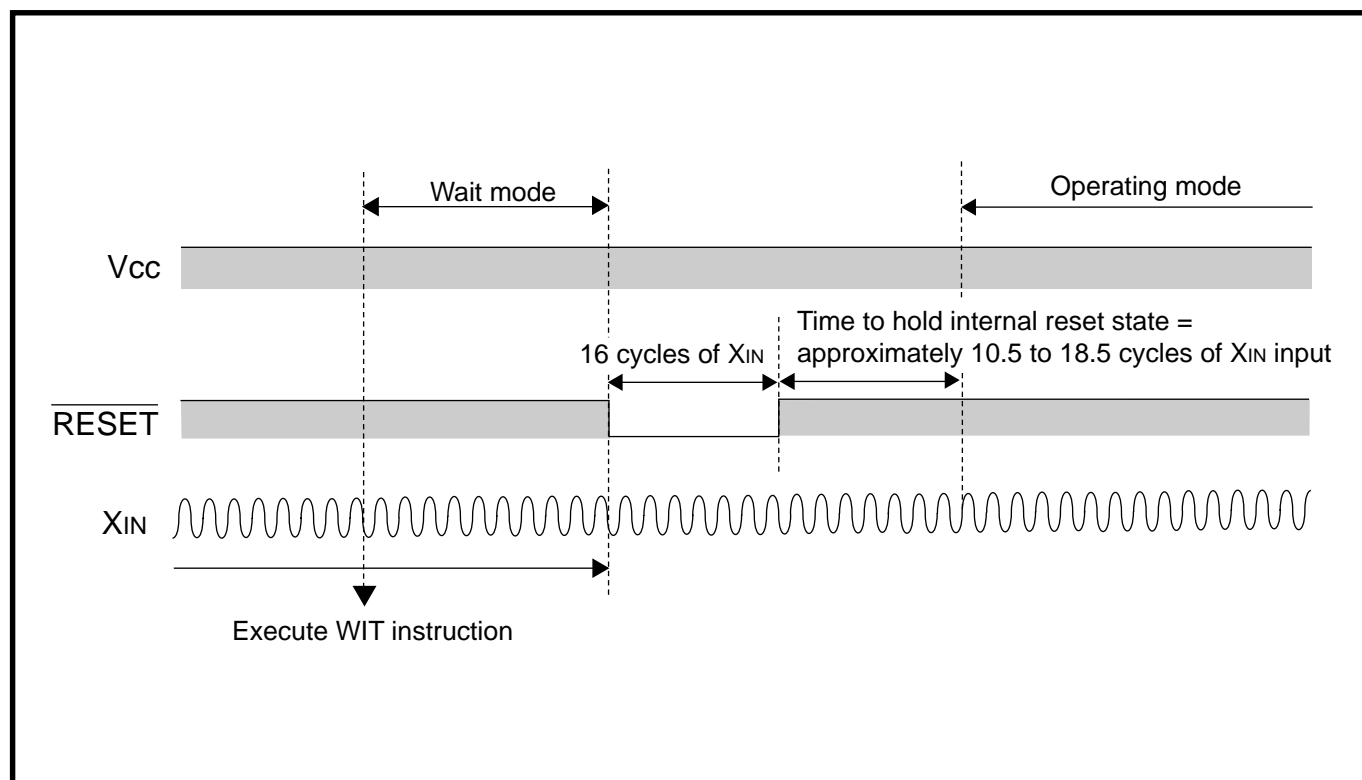 Wait mode
Operating mode
Vcc
Time to hold internal reset state =
16 cycles of XIN
approximately 10.5 to 18.5 cycles of XIN input
RESET
XIN
Execute WIT instruction